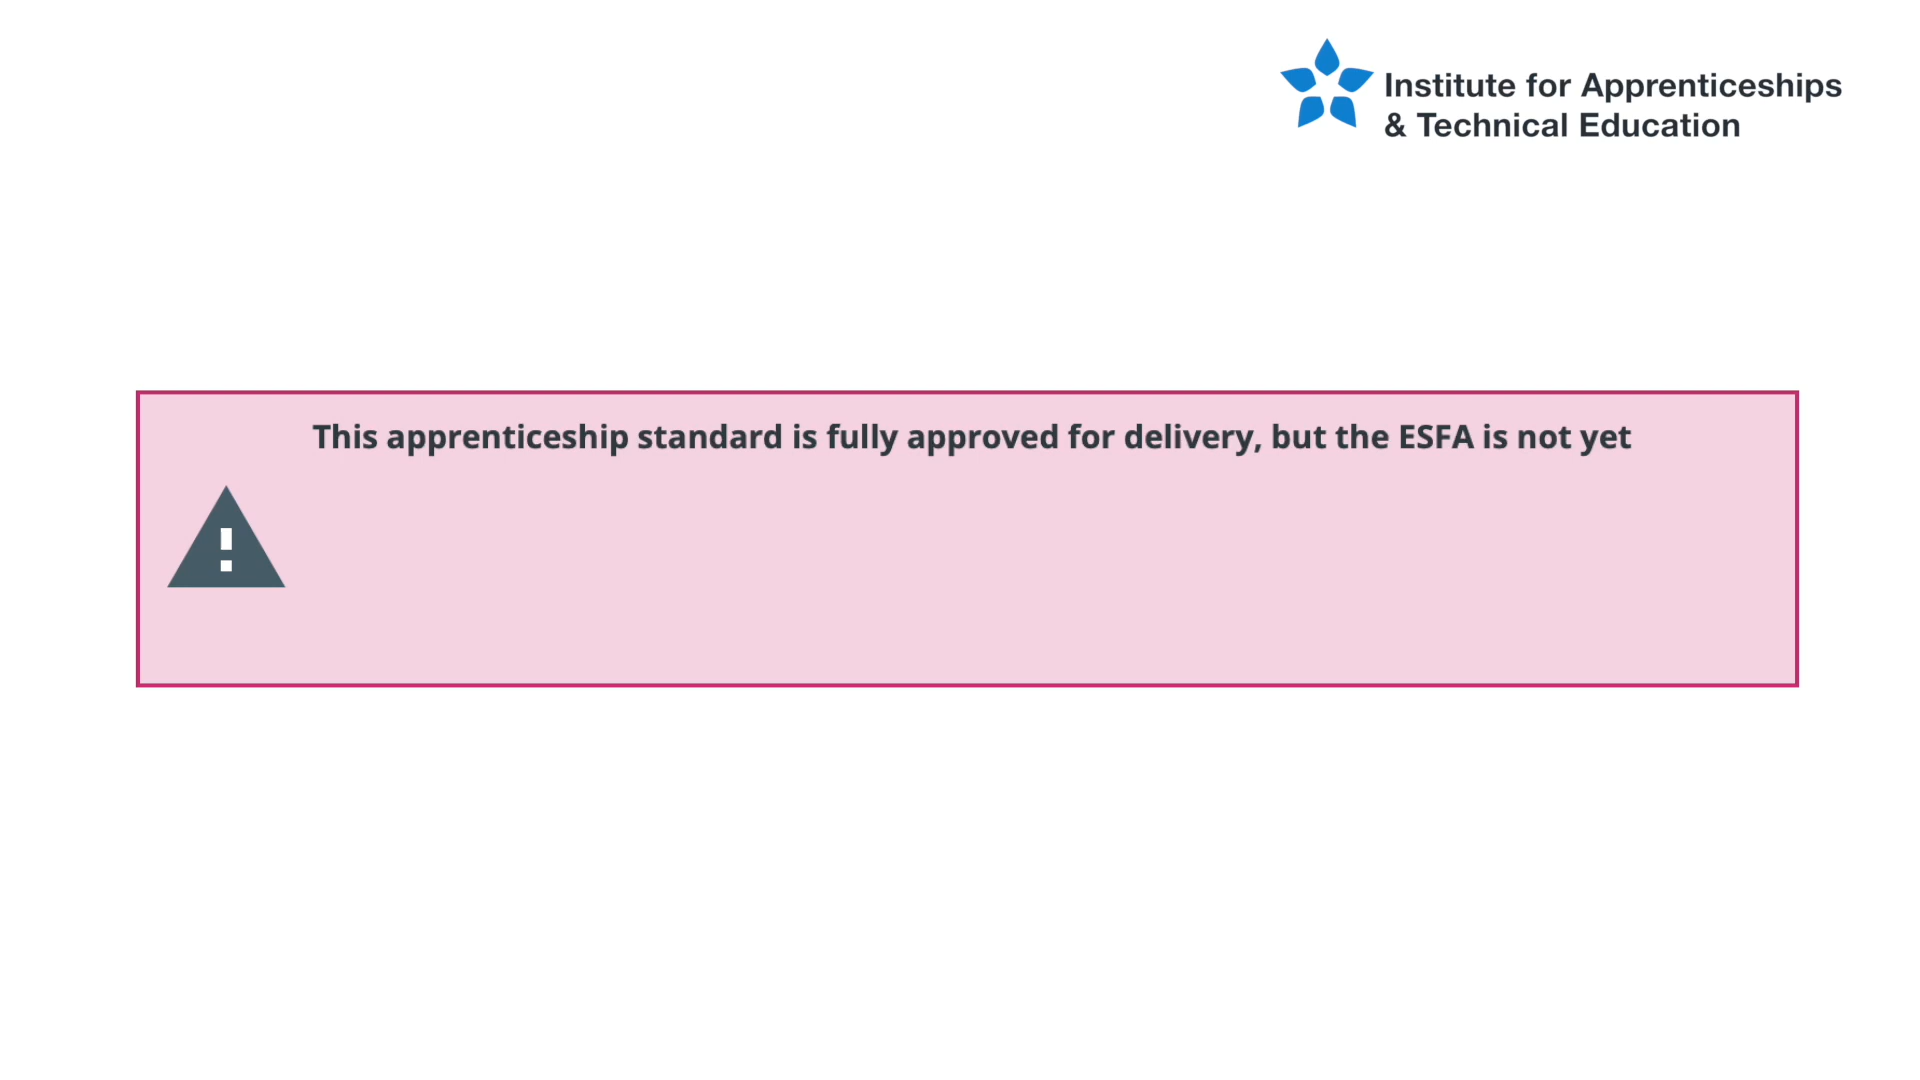 Institute for Apprenticeships
& Technical Education
This apprenticeship standard is fully approved for delivery, but the ESFA is not yet